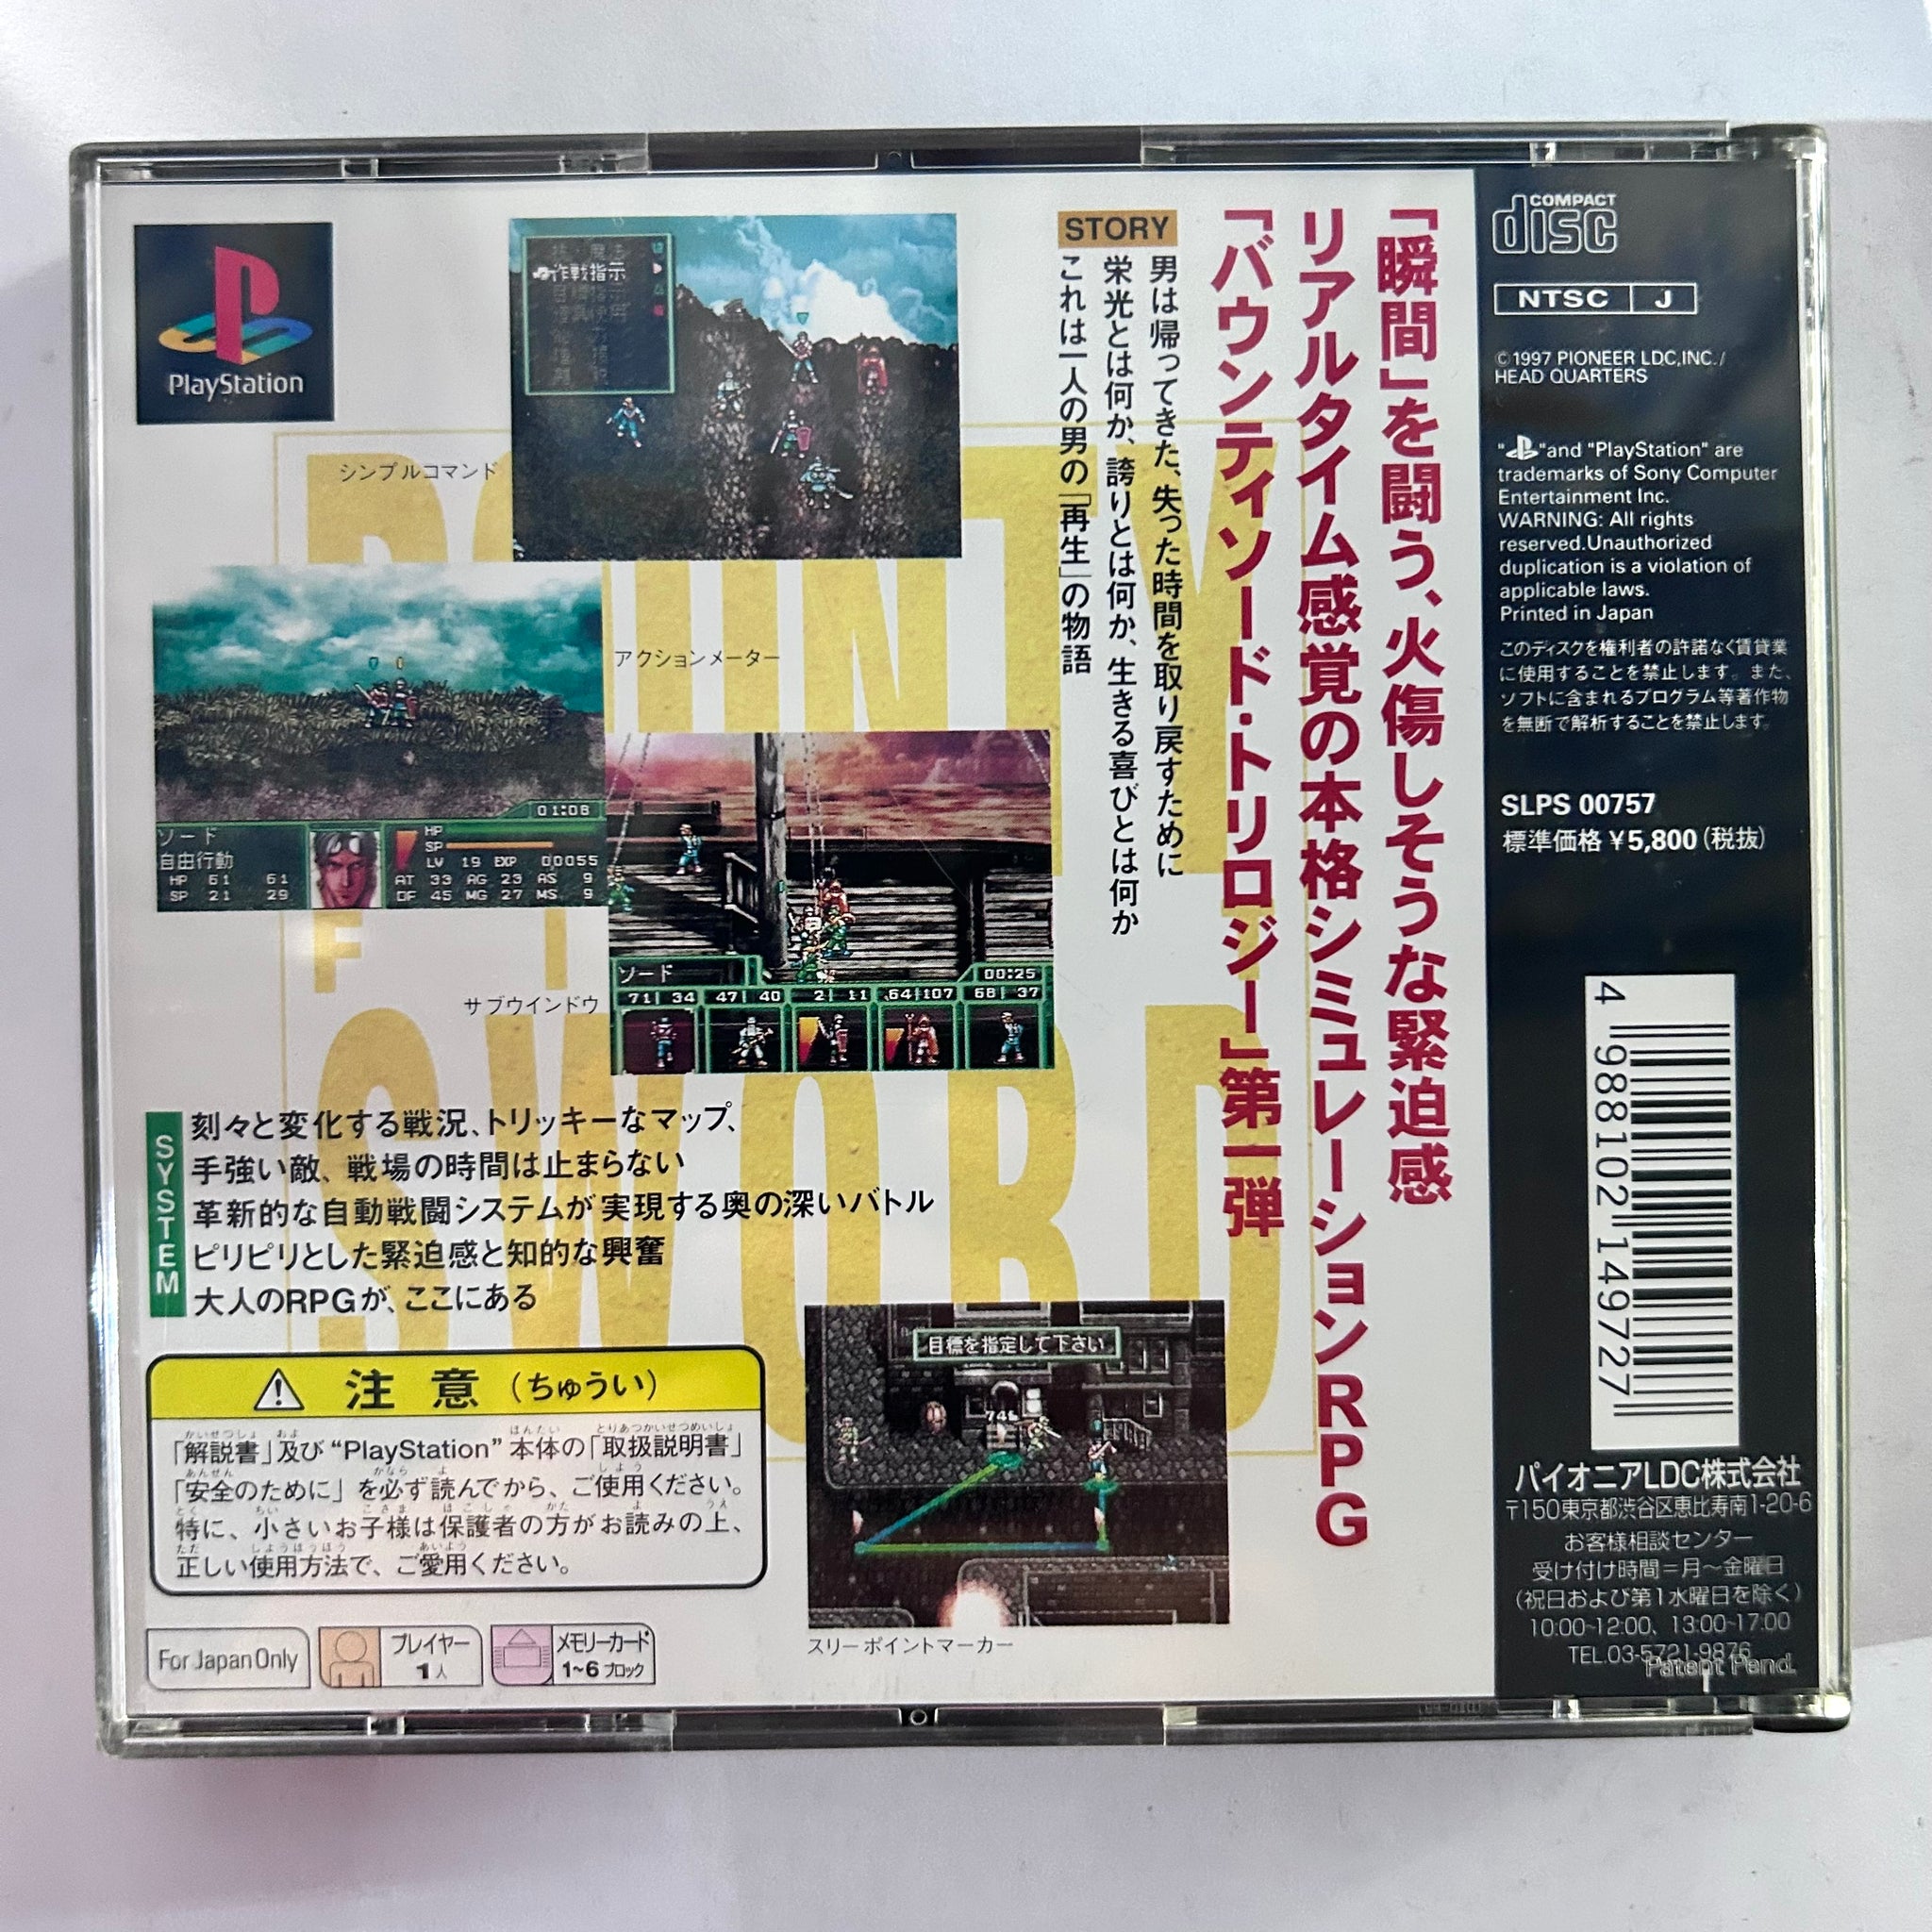 PlayStation
シンプルコマンド
作戦指示
STORY
男は帰ってきた、失った時間を取り戻すために
栄光とは何か、誇りとは何か、生きる喜びとは何か
これは一人の男の「再生」の物語
「瞬間」を闘う、火傷しそうな緊迫感
リアルタイム感覚の本格シミュレーションRPG
「バウンティソード・トリロジー」第一弾
アクションメーター
01:08
ソード
自由行動
HP 61 61
SP 21 29
HP
SP
LV 19 EXP 00055
AT 33 AG 23 AS 9
DF 45 MG 27 MS 9
サブウインドウ
ソード
00:25
71 34 47 40 2 11 64 107 68 37
BOUNTY
SWORD
SYSTEM
刻々と変化する戦況、トリッキーなマップ、
手強い敵、戦場の時間は止まらない
革新的な自動戦闘システムが実現する奥の深いバトル
ピリピリとした緊迫感と知的な興奮
大人のRPGが、ここにある
目標を指定して下さい
スリーポイントマーカー
注意(ちゅうい)
「解説書」及び“PlayStation”本体の「取扱説明書」
「安全のために」を必ず読んでから、ご使用ください。
特に、小さいお子様は保護者の方がお読みの上、
正しい使用方法で、ご愛用ください。
For Japan Only
プレイヤー
1人
メモリーカード
1~6ブロック
COMPACT
disc
NTSC J
©1997 PIONEER LDC,INC./
HEAD QUARTERS
" "and "PlayStation" are
trademarks of Sony Computer
Entertainment Inc.
WARNING: All rights
reserved.Unauthorized
duplication is a violation of
applicable laws.
Printed in Japan
このディスクを権利者の許諾なく賃貸業
に使用することを禁止します。また、
ソフトに含まれるプログラム等著作物
を無断で解析することを禁止します。
SLPS 00757
標準価格¥5,800(税抜)
4 988102 149727
パイオニアLDC株式会社
〒150東京都渋谷区恵比寿南1-20-6
お客様相談センター
受け付け時間=月〜金曜日
(祝日および第1水曜日を除く)
10:00-12:00、13:00-17:00
TEL.03-5721-9876
Patent Pend.